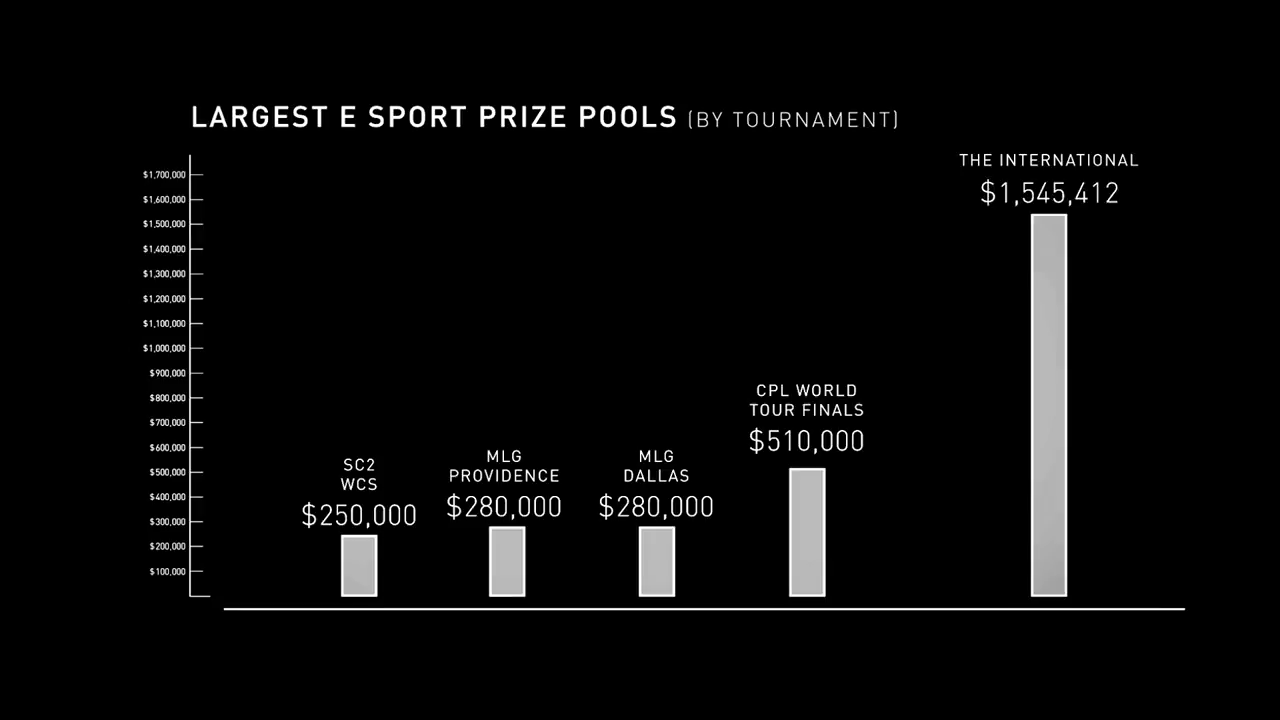 LARGEST E SPORT PRIZE POOLS (BY TOURNAMENT)
THE INTERNATIONAL
$1,545,412
$1,700,000
$1,600,000
$1,500,000
$1,400,000
$1,300,000
$1,200,000
$1,100,000
$1,000,000
$900,000
$800,000
$700,000
$600,000
$500,000
$400,000
$300,000
$200,000
$100,000
SC2
WCS
$250,000
MLG
PROVIDENCE
$280,000
MLG
DALLAS
$280,000
CPL WORLD
TOUR FINALS
$510,000